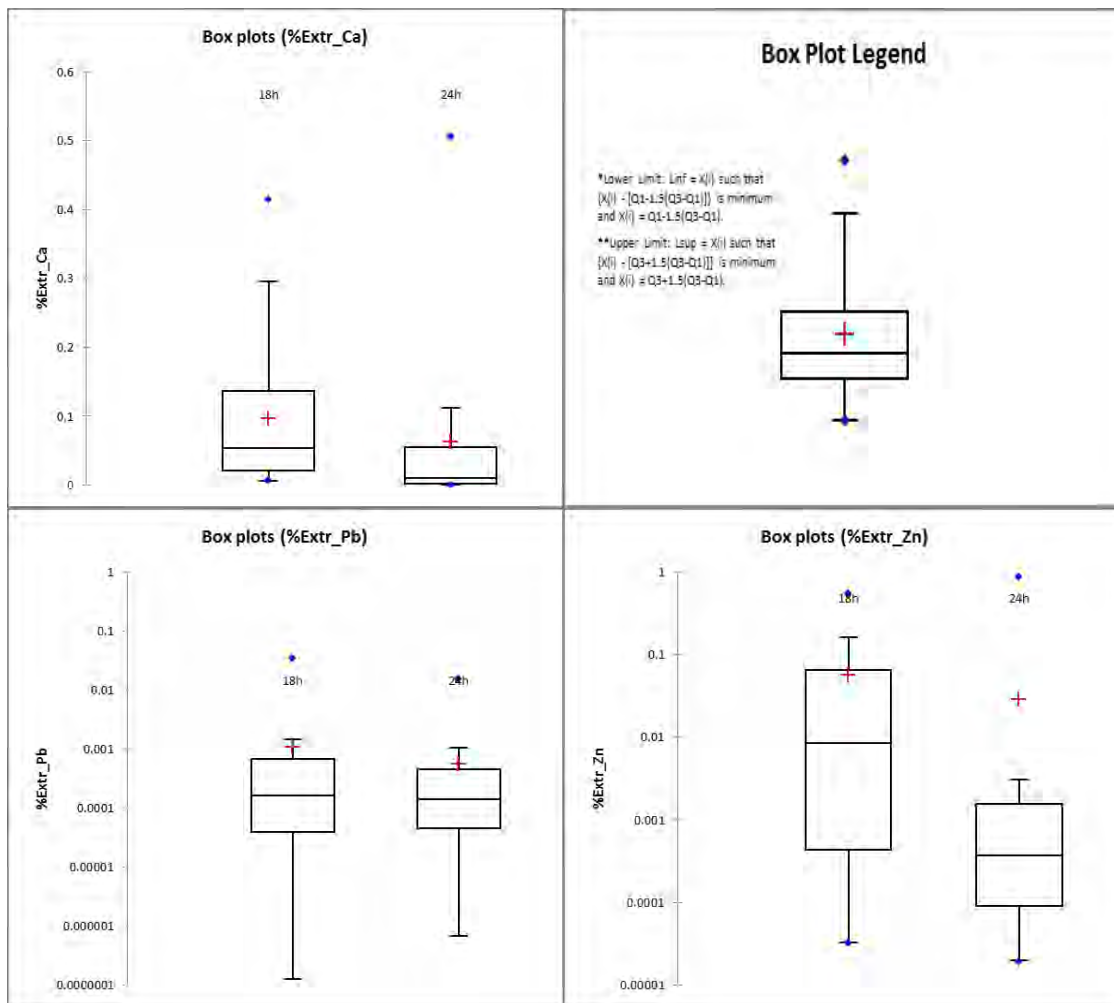 Box plots (%Extr_Ca)
0.6
18h
24h
0.5
0.4
%Extr_Ca
0.3
0.2
0.1
0
Box Plot Legend
*Lower Limit: Linf = X(i) such that
{X(i) - [Q1-1.5(Q3-Q1)]} is minimum
and X(i) ≥ Q1-1.5(Q3-Q1).
**Upper Limit: Lsup = X(i) such that
{X(i) - [Q3+1.5(Q3-Q1)]} is minimum
and X(i) ≤ Q3+1.5(Q3-Q1).
Box plots (%Extr_Pb)
1
0.1
0.01
18h
24h
0.001
%Extr_Pb
0.0001
0.00001
0.000001
0.0000001
Box plots (%Extr_Zn)
1
18h
24h
0.1
0.01
%Extr_Zn
0.001
0.0001
0.00001